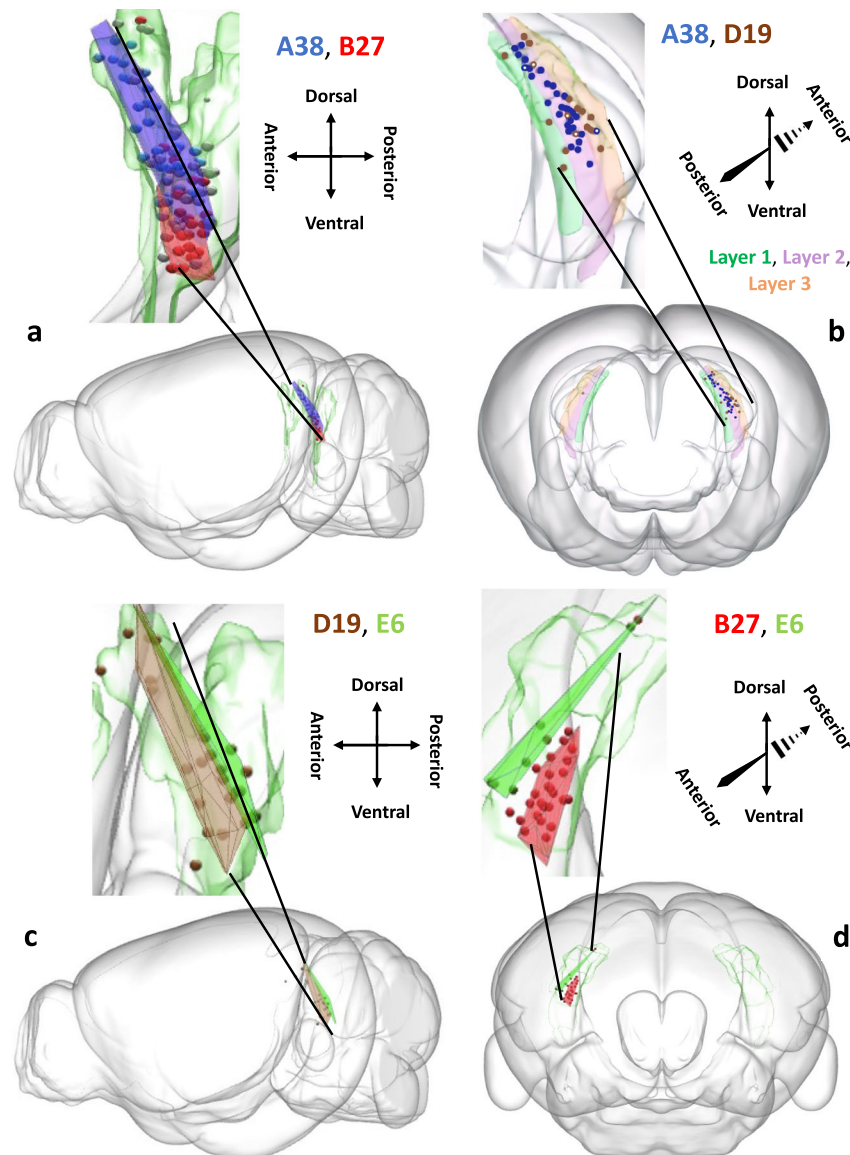 A38, B27
Dorsal
Anterior
Posterior
Ventral
a
A38, D19
Dorsal
Anterior
Posterior
Ventral
Layer 1, Layer 2,
Layer 3
b
D19, E6
Dorsal
Anterior
Posterior
Ventral
c
B27, E6
Dorsal
Posterior
Anterior
Ventral
d